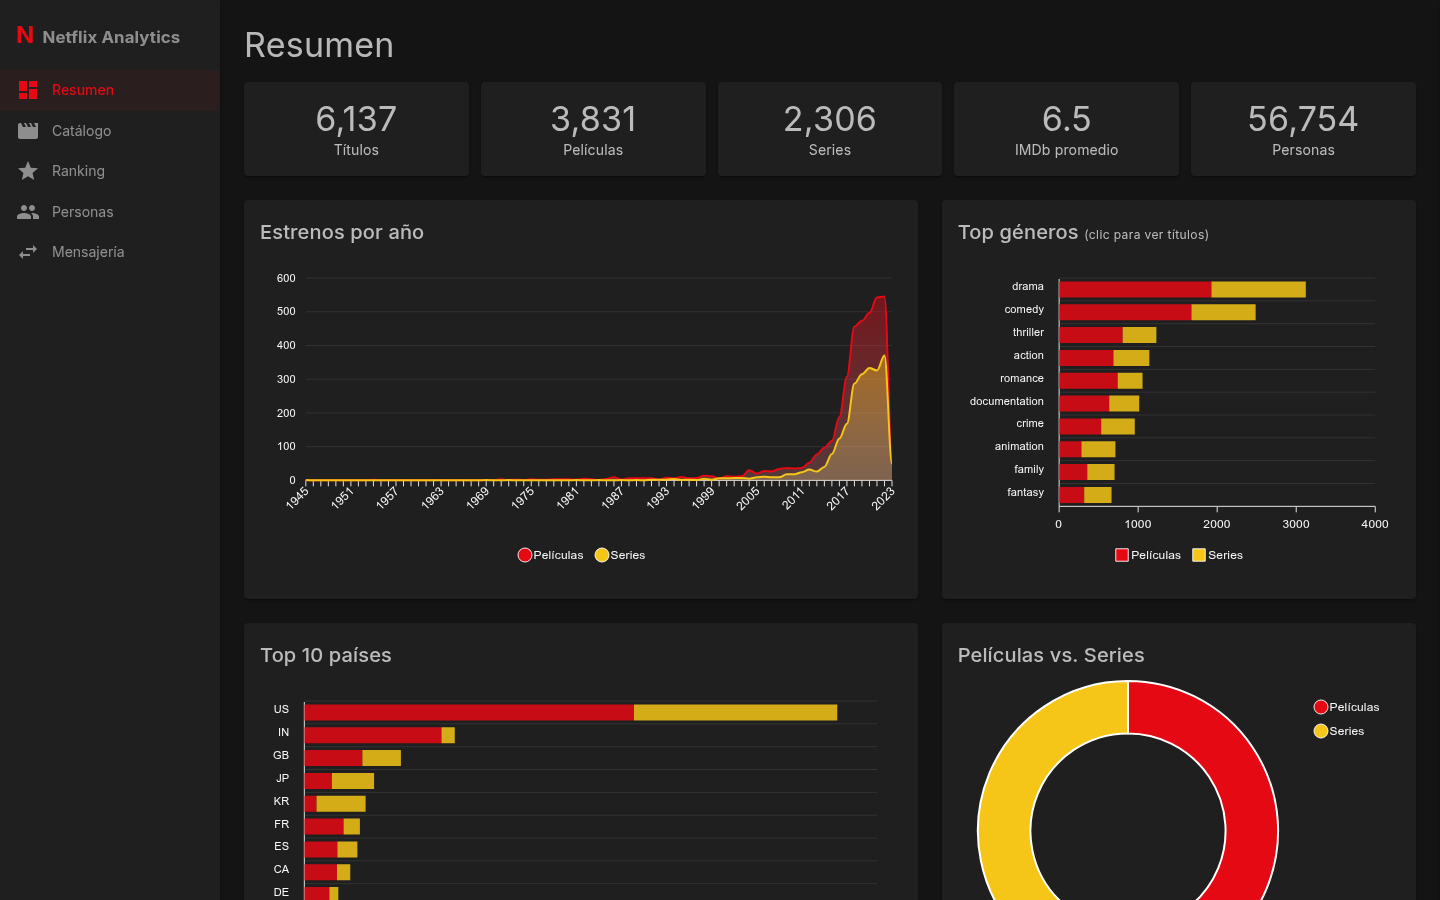 N Netflix Analytics
Resumen
Catálogo
Ranking
Personas
Mensajería
Resumen
6,137
Títulos
3,831
Películas
2,306
Series
6.5
IMDb promedio
56,754
Personas
Estrenos por año
600
500
400
300
200
100
0
1945 1951 1957 1963 1969 1975 1981 1987 1993 1999 2005 2011 2017 2023
Películas Series
Top géneros (clic para ver títulos)
drama
comedy
thriller
action
romance
documentation
crime
animation
family
fantasy
0 1000 2000 3000 4000
Películas Series
Top 10 países
US
IN
GB
JP
KR
FR
ES
CA
DE
Películas vs. Series
Películas
Series